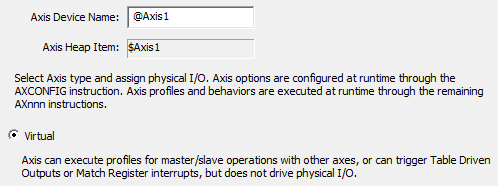 Axis Device Name: @Axis1
Axis Heap Item: $Axis1
Select Axis type and assign physical I/O. Axis options are configured at runtime through the
AXCONFIG instruction. Axis profiles and behaviors are executed at runtime through the remaining
AXnnn instructions.
Virtual
Axis can execute profiles for master/slave operations with other axes, or can trigger Table Driven
Outputs or Match Register interrupts, but does not drive physical I/O.